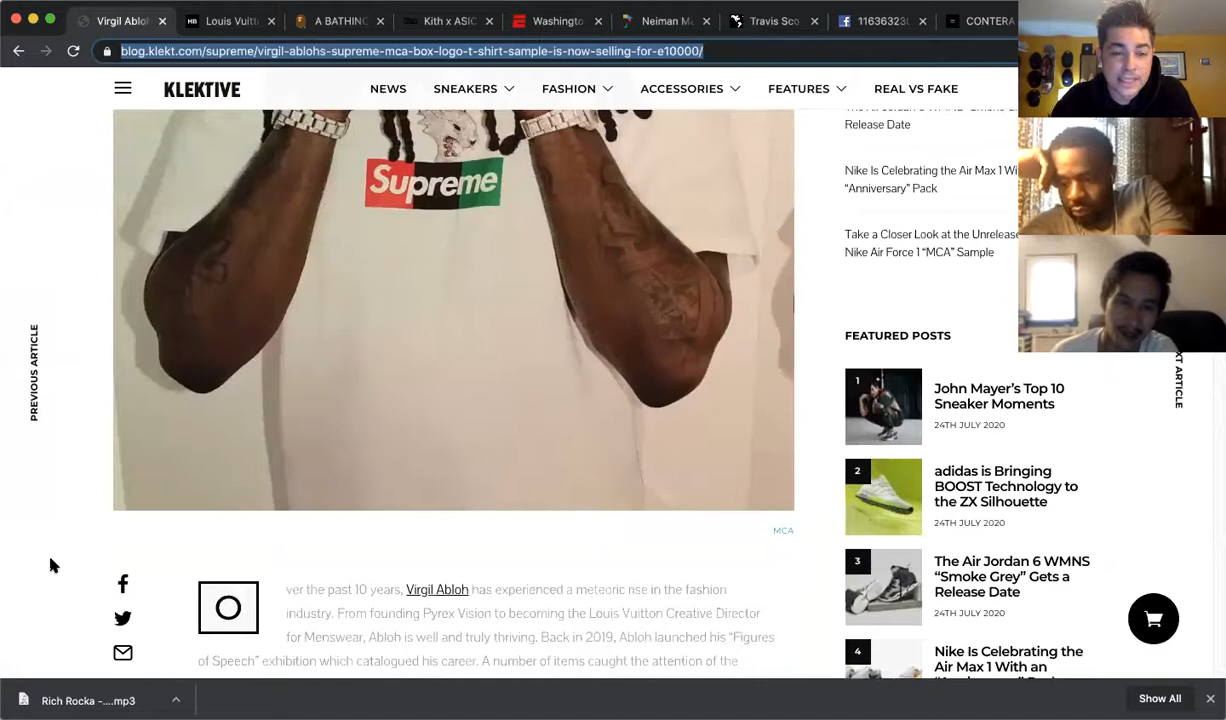 Virgil Abloh
Louis Vuitt
A BATHING
Kith x ASIC
Washingto
Neiman Ma
Travis Sco
1163632
CONTERA
blog.klekt.com/supreme/virgil-ablohs-supreme-mca-box-logo-t-shirt-sample-is-now-selling-for-e10000/
KLEKTIVE
NEWS
SNEAKERS
FASHION
ACCESSORIES
FEATURES
REAL VS FAKE
Supreme
Release Date
Nike Is Celebrating the Air Max 1 Wi
“Anniversary” Pack
Take a Closer Look at the Unrelease
Nike Air Force 1 “MCA” Sample
PREVIOUS ARTICLE
XT ARTICLE
FEATURED POSTS
1
John Mayer’s Top 10
Sneaker Moments
24TH JULY 2020
2
adidas is Bringing
BOOST Technology to
the ZX Silhouette
24TH JULY 2020
3
The Air Jordan 6 WMNS
“Smoke Grey” Gets a
Release Date
24TH JULY 2020
4
Nike Is Celebrating the
Air Max 1 With an
MCA
Over the past 10 years, Virgil Abloh has experienced a meteoric rise in the fashion
industry. From founding Pyrex Vision to becoming the Louis Vuitton Creative Director
for Menswear, Abloh is well and truly thriving. Back in 2019, Abloh launched his “Figures
of Speech” exhibition which catalogued his career. A number of items caught the attention of the
Rich Rocka -....mp3
Show All